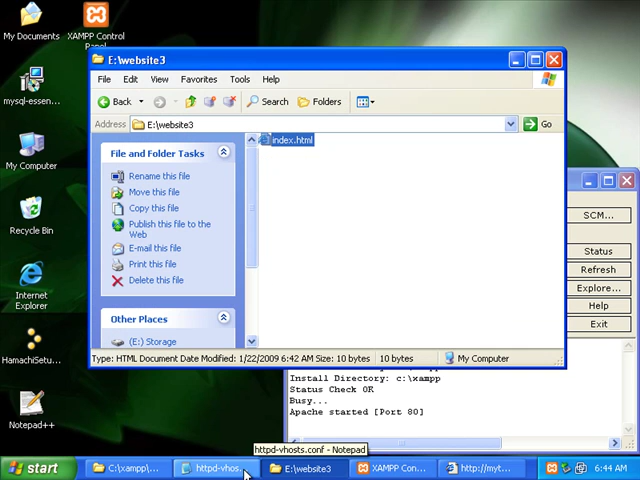 My Documents
XAMPP Control
Panel
mysql-essen...
My Computer
Recycle Bin
Internet
Explorer
HamachiSetu...
Notepad++
E:\website3
File Edit View Favorites Tools Help
Back Search Folders
Address E:\website3 Go
File and Folder Tasks
Rename this file
Move this file
Copy this file
Publish this file to the
Web
E-mail this file
Print this file
Delete this file
Other Places
(E:) Storage
index.html
Type: HTML Document Date Modified: 1/22/2009 6:42 AM Size: 10 bytes 10 bytes My Computer
SCM...
Status
Refresh
Explore...
Help
Exit
Install Directory: c:\xampp
Status Check OK
Busy...
Apache started [Port 80]
httpd-vhosts.conf - Notepad
start C:\xampp\... httpd-vhos... E:\website3 XAMPP Con... http://myt... 6:44 AM